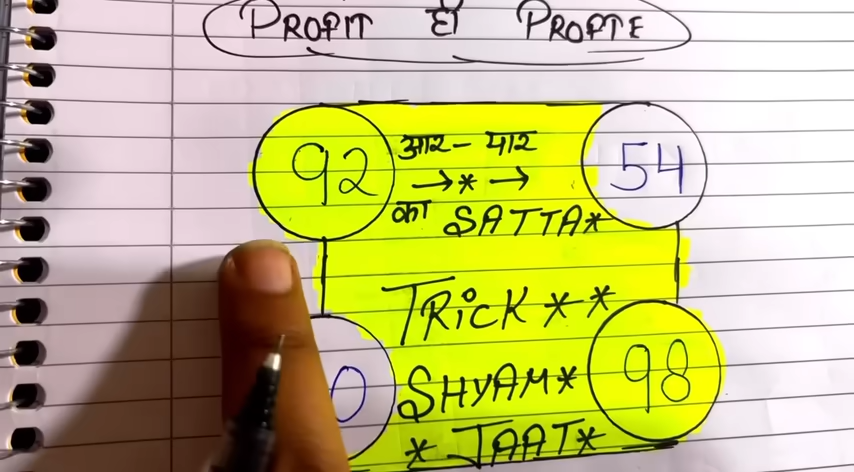 PROFIT ही PROFTE
92 आर-पार 54
→*→
का SATTA*
TRicK **
0 SHYAM* 98
* JAAT*